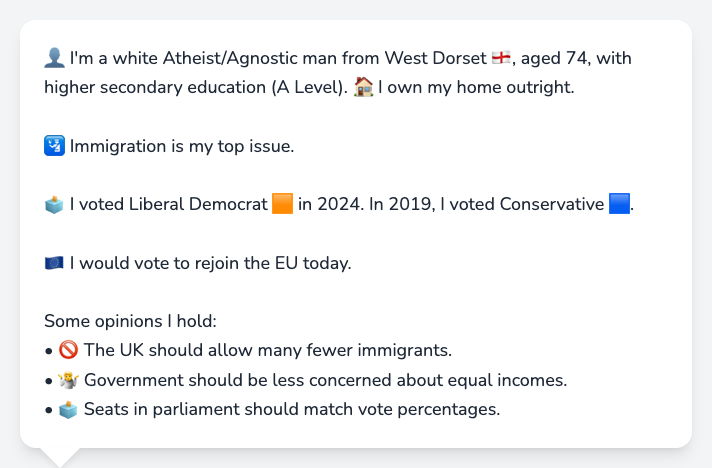 👤 I'm a white Atheist/Agnostic man from West Dorset 🏴󠁧󠁢󠁥󠁮󠁧󠁿, aged 74, with
higher secondary education (A Level). 🏠 I own my home outright.
🛂 Immigration is my top issue.
🗳️ I voted Liberal Democrat 🟧 in 2024. In 2019, I voted Conservative 🟦.
🇪🇺 I would vote to rejoin the EU today.
Some opinions I hold:
• 🚫 The UK should allow many fewer immigrants.
• 🤷 Government should be less concerned about equal incomes.
• 🗳️ Seats in parliament should match vote percentages.